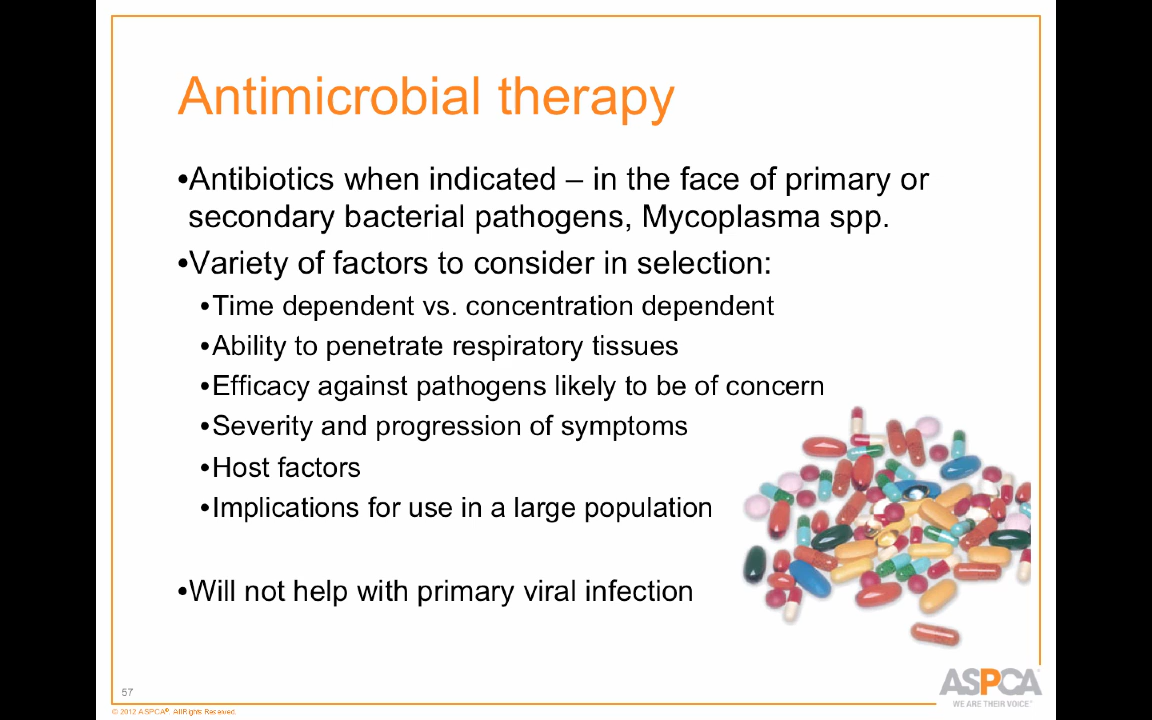 Antimicrobial therapy
•Antibiotics when indicated – in the face of primary or
secondary bacterial pathogens, Mycoplasma spp.
•Variety of factors to consider in selection:
•Time dependent vs. concentration dependent
•Ability to penetrate respiratory tissues
•Efficacy against pathogens likely to be of concern
•Severity and progression of symptoms
•Host factors
•Implications for use in a large population
•Will not help with primary viral infection
57
© 2012 ASPCA®. All Rights Reserved.
ASPCA®
WE ARE THEIR VOICE.®